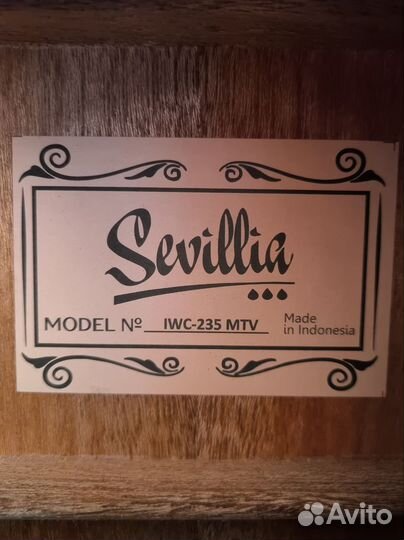 Sevillia
MODEL № IWC-235 MTV
Made
in Indonesia
Avito